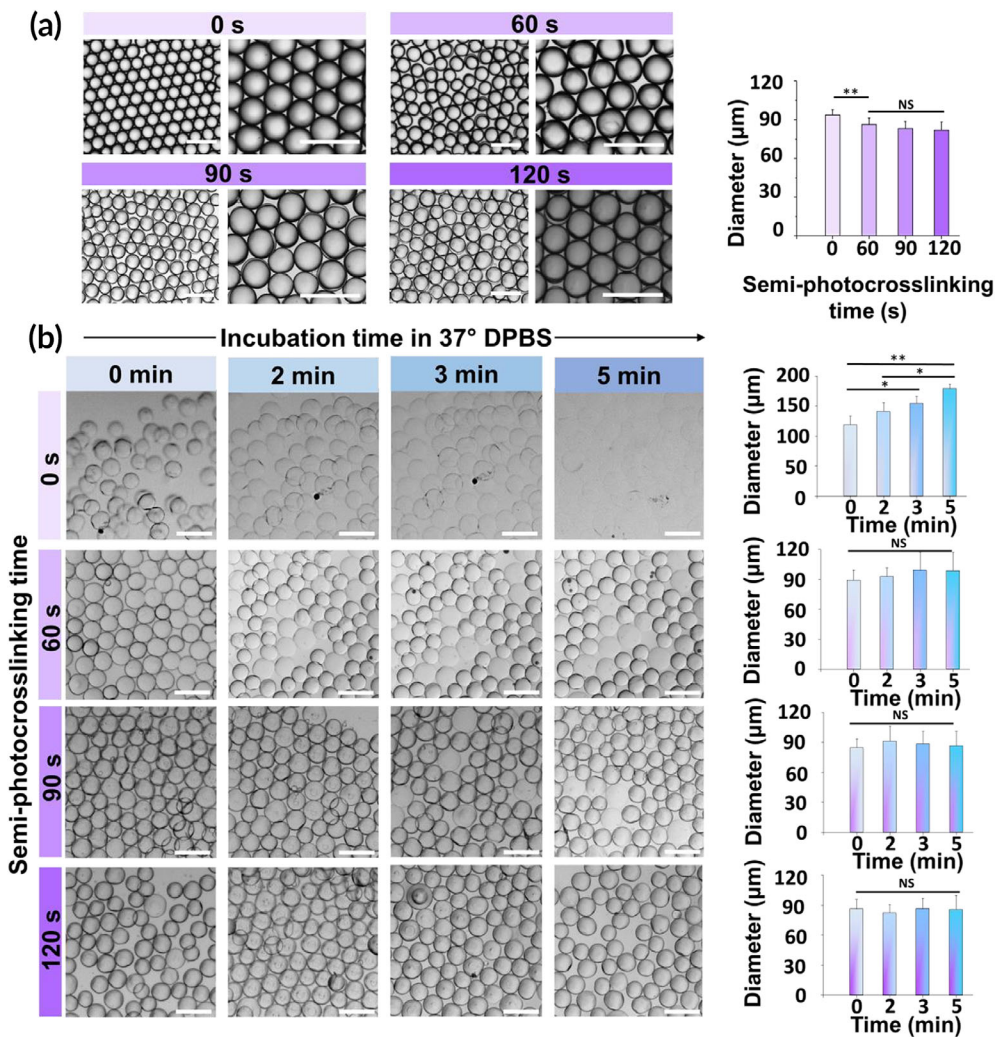 (a)
0 s
60 s
90 s
120 s
120
90
60
30
0
Diameter (µm)
**
NS
0 60 90 120
Semi-photocrosslinking
time (s)
(b)
Incubation time in 37° DPBS
0 min
2 min
3 min
5 min
Semi-photocrosslinking time
0 s
60 s
90 s
120 s
200
150
100
50
0
Diameter (µm)
**
*
*
0 2 3 5
Time (min)
120
90
60
30
0
Diameter (µm)
NS
0 2 3 5
Time (min)
120
90
60
30
0
Diameter (µm)
NS
0 2 3 5
Time (min)
120
90
60
30
0
Diameter (µm)
NS
0 2 3 5
Time (min)